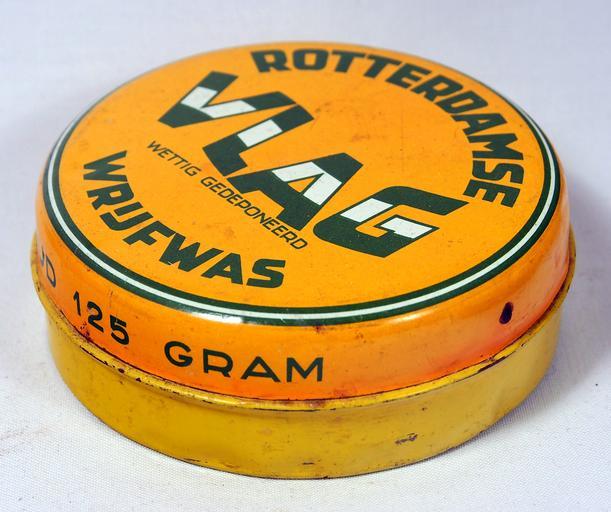 ROTTERDAMSE
VLAG
WETTIG GEDEPONEERD
WRIJFWAS
125 GRAM